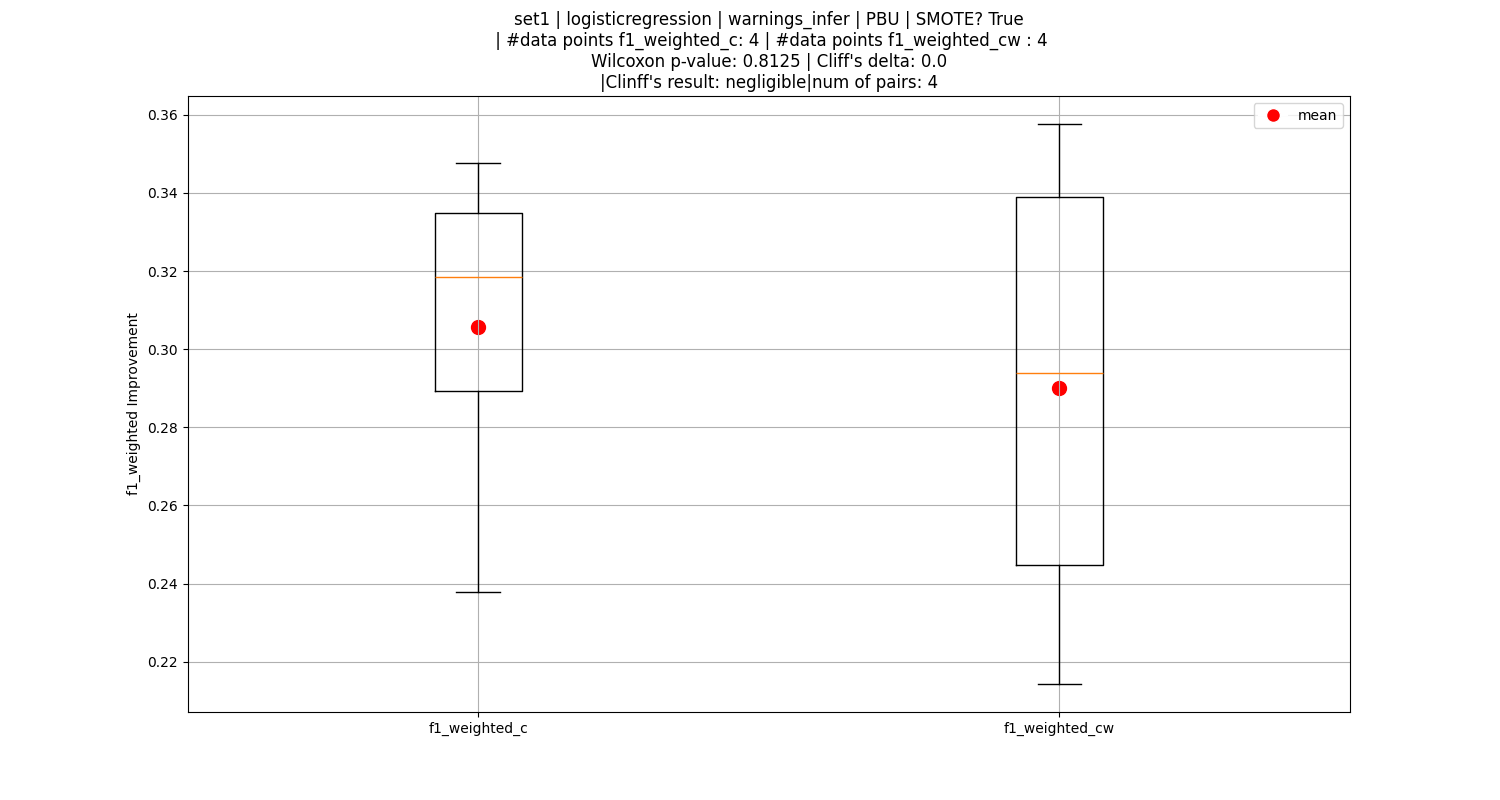 set1 | logisticregression | warnings_infer | PBU | SMOTE? True
| #data points f1_weighted_c: 4 | #data points f1_weighted_cw : 4
Wilcoxon p-value: 0.8125 | Cliff's delta: 0.0
|Clinff's result: negligible|num of pairs: 4
mean
0.36
0.34
0.32
0.30
0.28
0.26
0.24
0.22
f1_weighted Improvement
f1_weighted_c
f1_weighted_cw